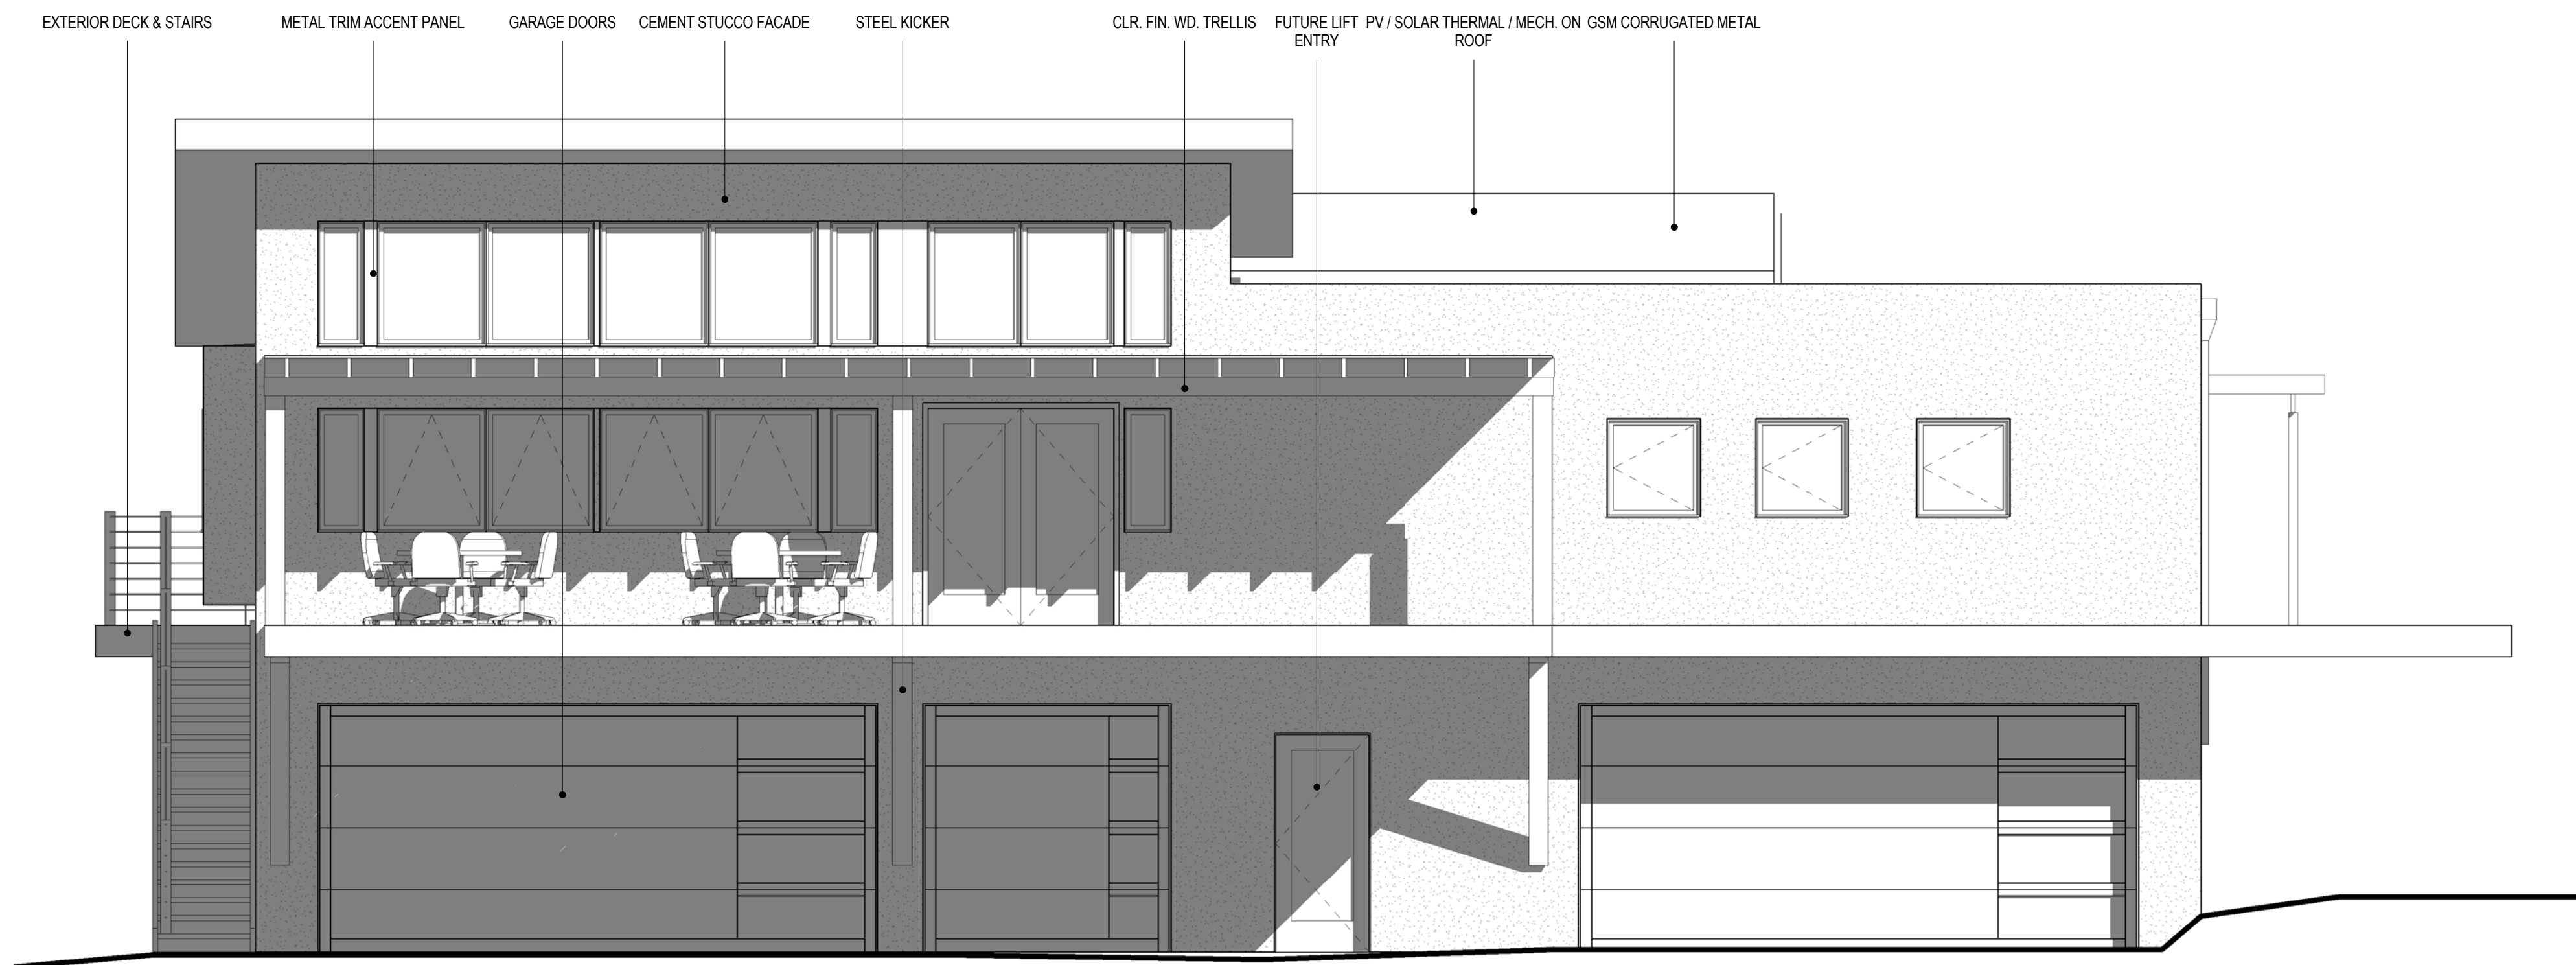 EXTERIOR DECK & STAIRS
METAL TRIM ACCENT PANEL
GARAGE DOORS
CEMENT STUCCO FACADE
STEEL KICKER
CLR. FIN. WD. TRELLIS
FUTURE LIFT
ENTRY
PV / SOLAR THERMAL / MECH. ON
ROOF
GSM CORRUGATED METAL